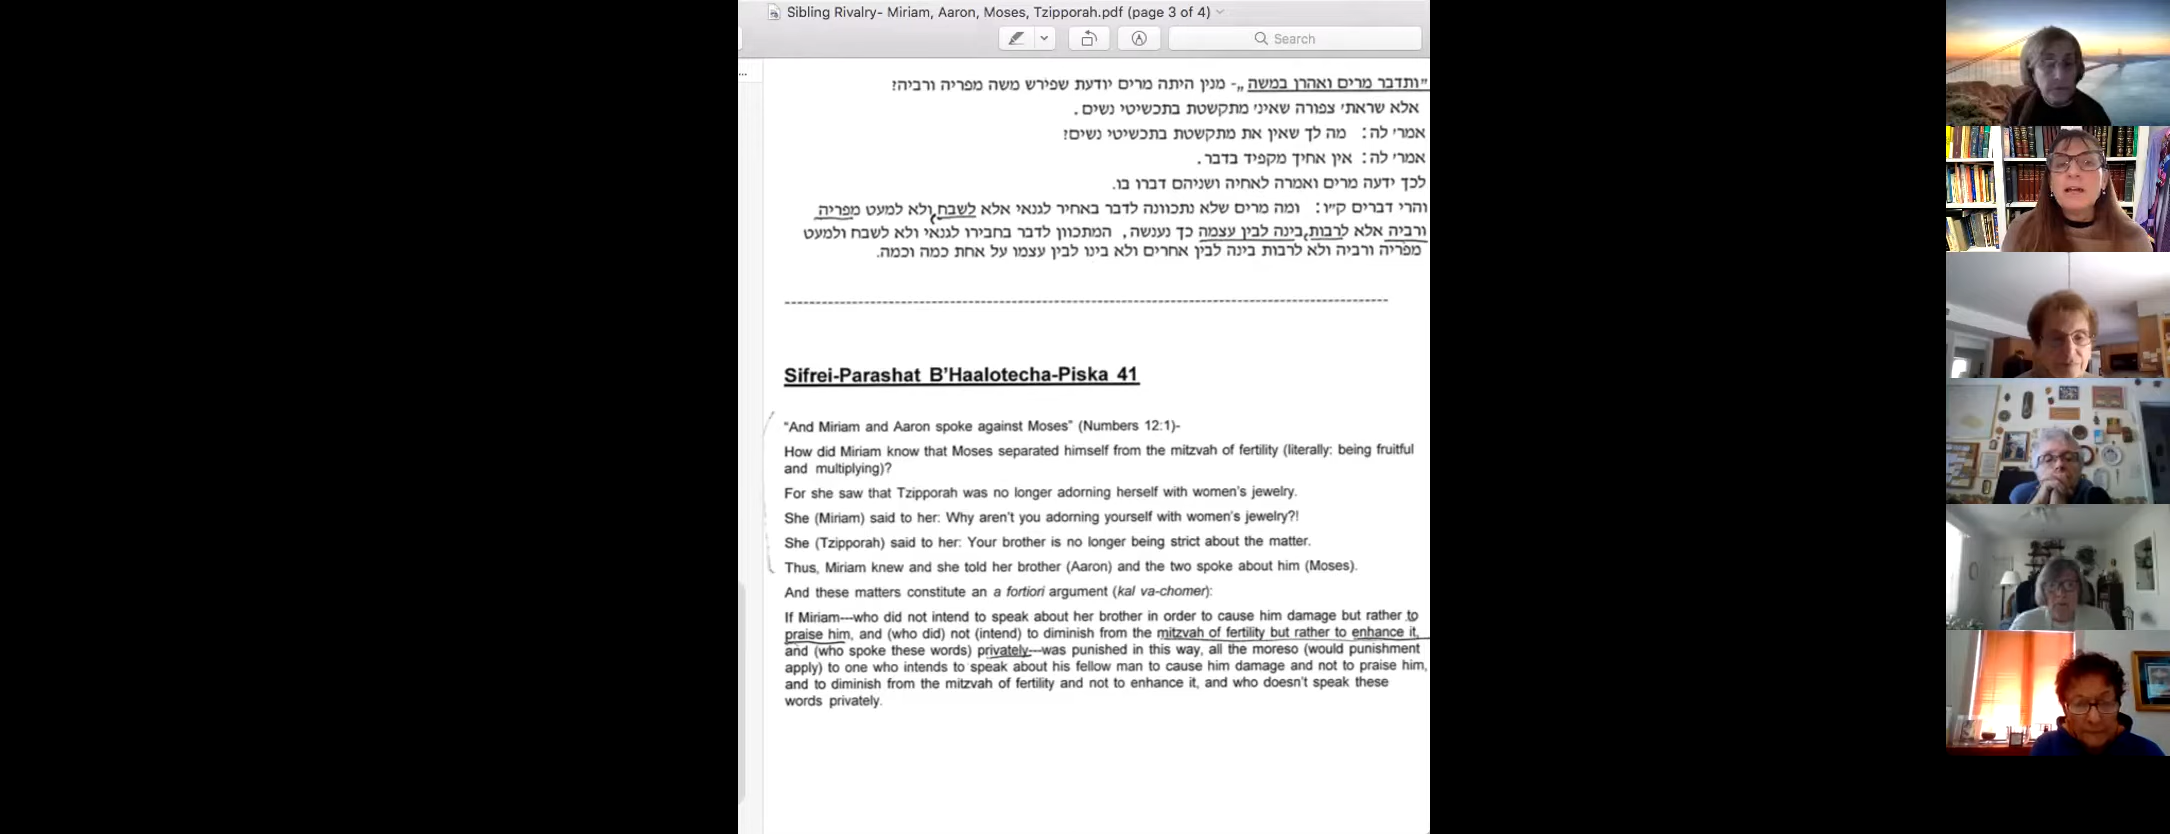 Sibling Rivalry- Miriam, Aaron, Moses, Tzipporah.pdf (page 3 of 4)
Search
...
״ותדבר מרים ואהרן במשה„- מנין היתה מרים יודעת שפירש משה מפריה ורביה?
אלא שראתי צפורה שאיני מתקשטת בתכשיטי נשים.
אמרי לה: מה לך שאין את מתקשטת בתכשיטי נשים?
אמרי לה: אין אחיך מקפיד בדבר.
לכך ידעה מרים ואמרה לאחיה ושניהם דברו בו.
והרי דברים ק״ו: ומה מרים שלא נתכוונה לדבר באחיר לגנאי אלא לשבח ולא למעט מפריה
ורביה אלא לרבות, בינה לבין עצמה כך נענשה, המתכוון לדבר בחבירו לגנאי ולא לשבח ולמעט
מפריה ורביה ולא לרבות בינה לבין אחרים ולא בינו לבין עצמו על אחת כמה וכמה.
Sifrei-Parashat B'Haalotecha-Piska 41
"And Miriam and Aaron spoke against Moses" (Numbers 12:1)-
How did Miriam know that Moses separated himself from the mitzvah of fertility (literally: being fruitful
and multiplying)?
For she saw that Tzipporah was no longer adorning herself with women's jewelry.
She (Miriam) said to her: Why aren't you adorning yourself with women's jewelry?!
She (Tzipporah) said to her: Your brother is no longer being strict about the matter.
Thus, Miriam knew and she told her brother (Aaron) and the two spoke about him (Moses).
And these matters constitute an a fortiori argument (kal va-chomer):
If Miriam---who did not intend to speak about her brother in order to cause him damage but rather to
praise him, and (who did) not (intend) to diminish from the mitzvah of fertility but rather to enhance it,
and (who spoke these words) privately---was punished in this way, all the moreso (would punishment
apply) to one who intends to speak about his fellow man to cause him damage and not to praise him,
and to diminish from the mitzvah of fertility and not to enhance it, and who doesn't speak these
words privately.